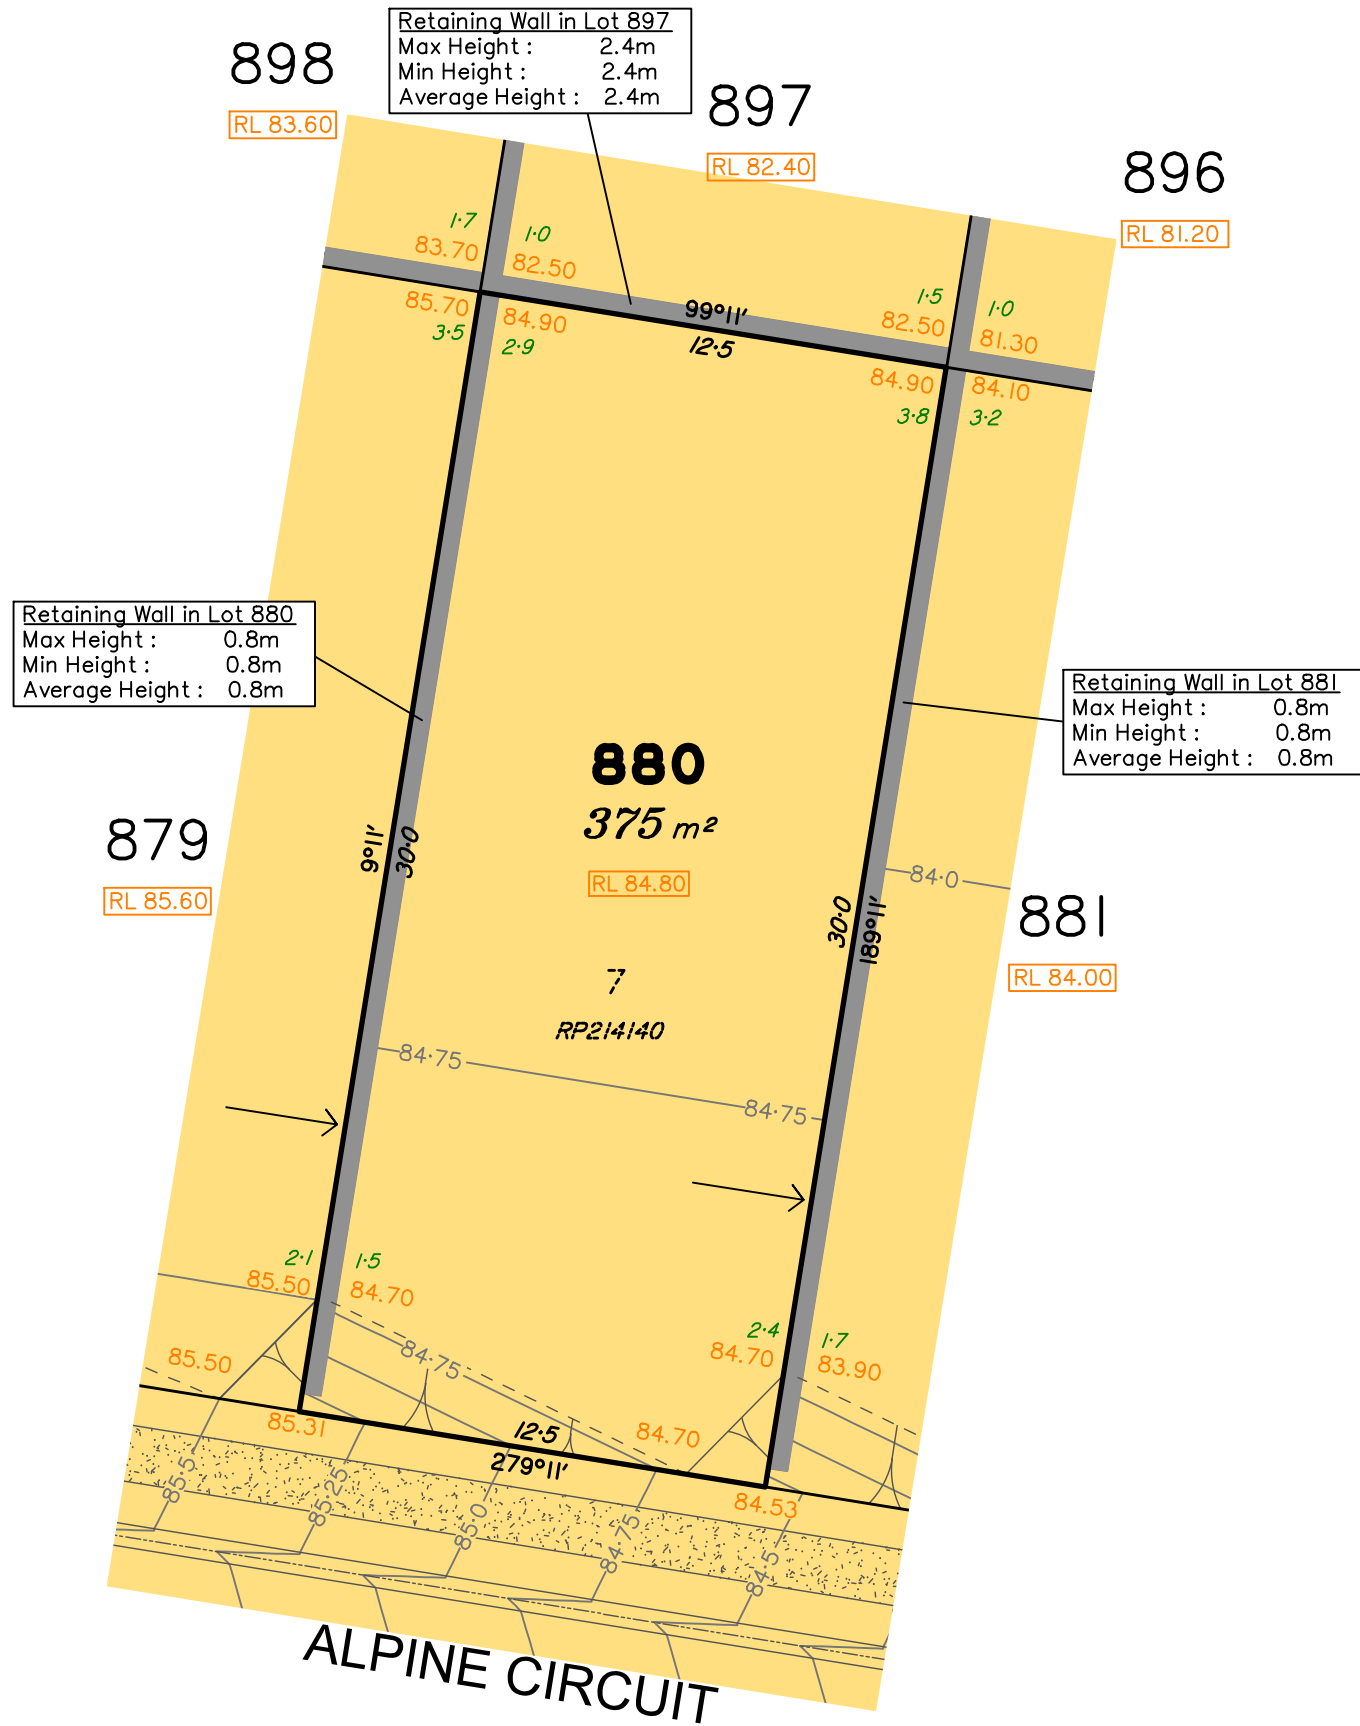 Retaining Wall in Lot 897
Max Height : 2.4m
Min Height : 2.4m
Average Height : 2.4m
898
RL 83.60
897
RL 82.40
896
RL 81.20
1·7
83.70
1·0
82.50
1·5
82.50
1·0
81.30
99°11'
12·5
85.70
3·5
84.90
2·9
84.90
3·8
84.10
3·2
Retaining Wall in Lot 880
Max Height : 0.8m
Min Height : 0.8m
Average Height : 0.8m
Retaining Wall in Lot 881
Max Height : 0.8m
Min Height : 0.8m
Average Height : 0.8m
880
375 m²
RL 84.80
879
RL 85.60
9°11'
30·0
30·0
189°11'
84·0
881
RL 84.00
7
RP214140
84·75
84·75
2·1
85.50
1·5
84.70
2·4
84.70
1·7
83.90
85.50
84·75
85.31
12·5
279°11'
84.70
84.53
85·5
85·25
85·0
84·75
84·5
ALPINE CIRCUIT